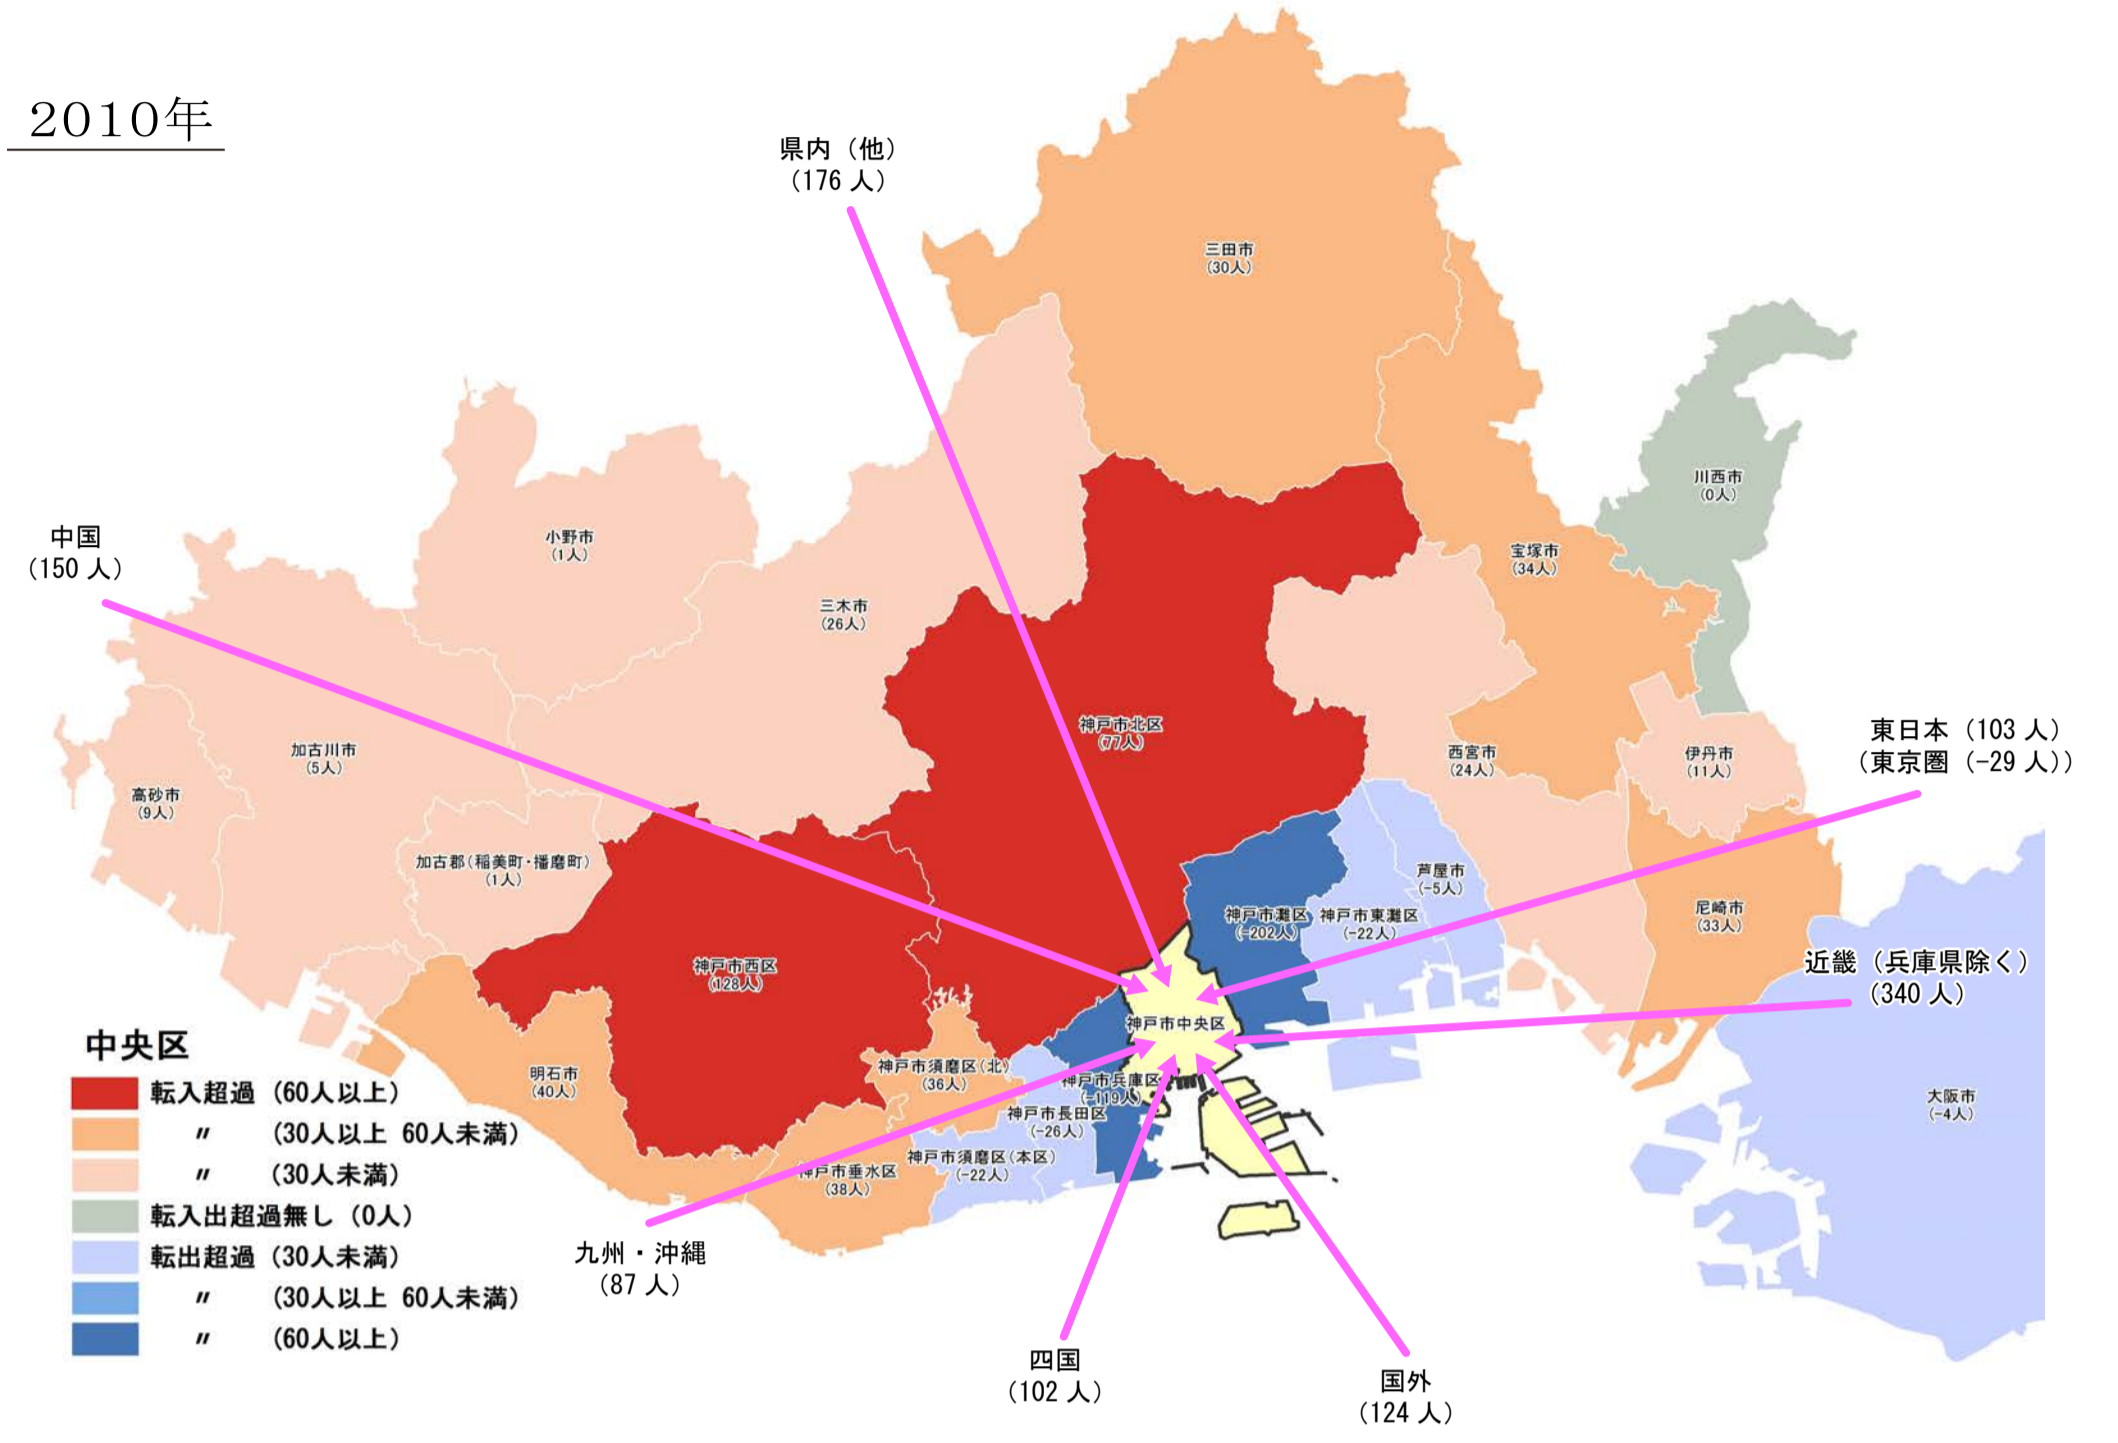 2010年
県内（他）
（176 人）
三田市
(30人)
川西市
(0人)
中国
（150 人）
小野市
(1人)
宝塚市
(34人)
三木市
(26人)
神戸市北区
(77人)
東日本（103 人）
（東京圏（-29 人））
加古川市
(5人)
西宮市
(24人)
伊丹市
(11人)
高砂市
(9人)
加古郡(稲美町・播磨町)
(1人)
芦屋市
(-5人)
神戸市灘区
(-202人)
神戸市東灘区
(-22人)
尼崎市
(33人)
近畿（兵庫県除く）
（340 人）
神戸市西区
(128人)
神戸市中央区
明石市
(40人)
神戸市須磨区(北)
(36人)
神戸市兵庫区
(-119人)
神戸市長田区
(-26人)
大阪市
(-4人)
神戸市垂水区
(38人)
神戸市須磨区(本区)
(-22人)
九州・沖縄
（87 人）
四国
（102 人）
国外
（124 人）
中央区
転入超過（60人以上）
〃 （30人以上 60人未満）
〃 （30人未満）
転入出超過無し（0人）
転出超過（30人未満）
〃 （30人以上 60人未満）
〃 （60人以上）